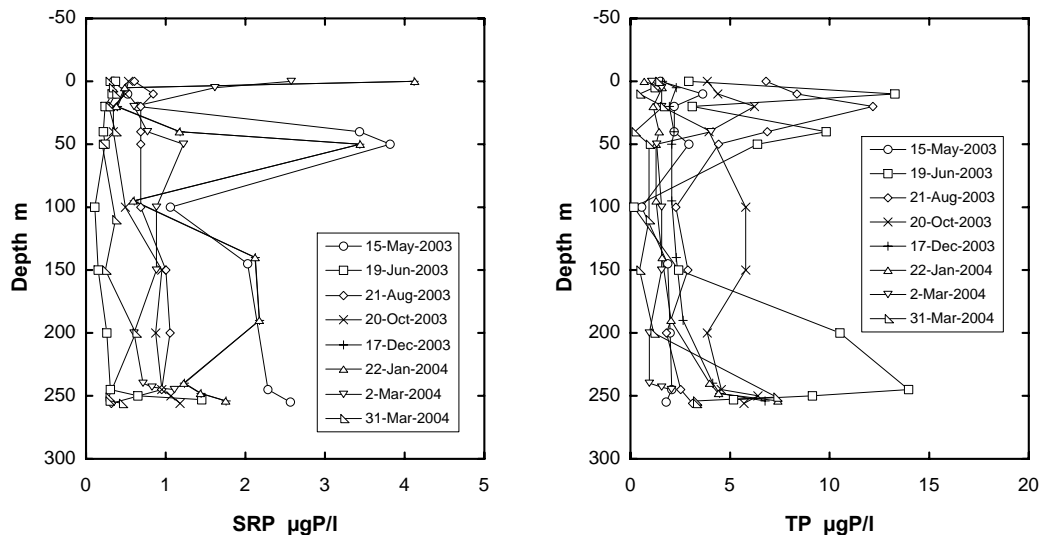 -50
0
50
100
150
200
250
300
Depth m
0 1 2 3 4 5
SRP µgP/l
15-May-2003
19-Jun-2003
21-Aug-2003
20-Oct-2003
17-Dec-2003
22-Jan-2004
2-Mar-2004
31-Mar-2004
-50
0
50
100
150
200
250
300
Depth m
0 5 10 15 20
TP µgP/l
15-May-2003
19-Jun-2003
21-Aug-2003
20-Oct-2003
17-Dec-2003
22-Jan-2004
2-Mar-2004
31-Mar-2004